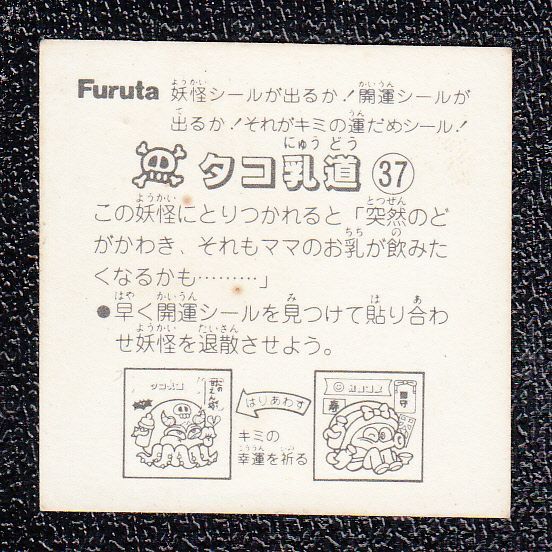 Furuta 妖怪シールが出るか！開運シールが
出るか！それがキミの運だめシール！
タコ乳道 37
この妖怪にとりつかれると「突然のど
がかわき、それもママのお乳が飲みた
くなるかも………」
●早く開運シールを見つけて貼り合わ
せ妖怪を退散させよう。
はりあわす
キミの
幸運を祈る